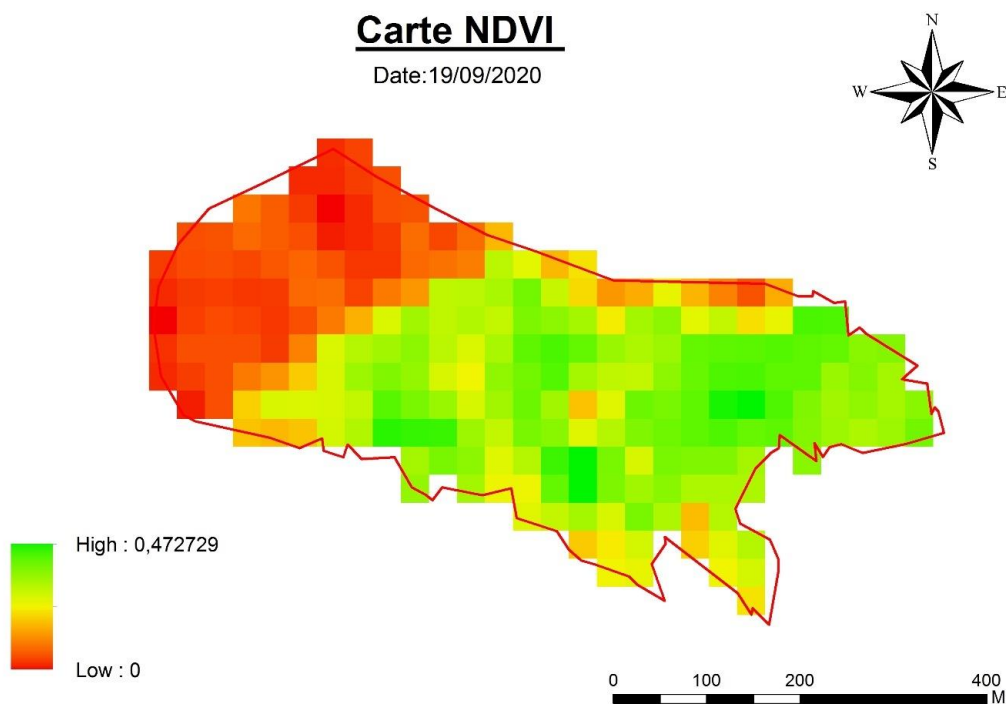 Carte NDVI
Date:19/09/2020
N
W E
S
High : 0,472729
Low : 0
0 100 200 400
M